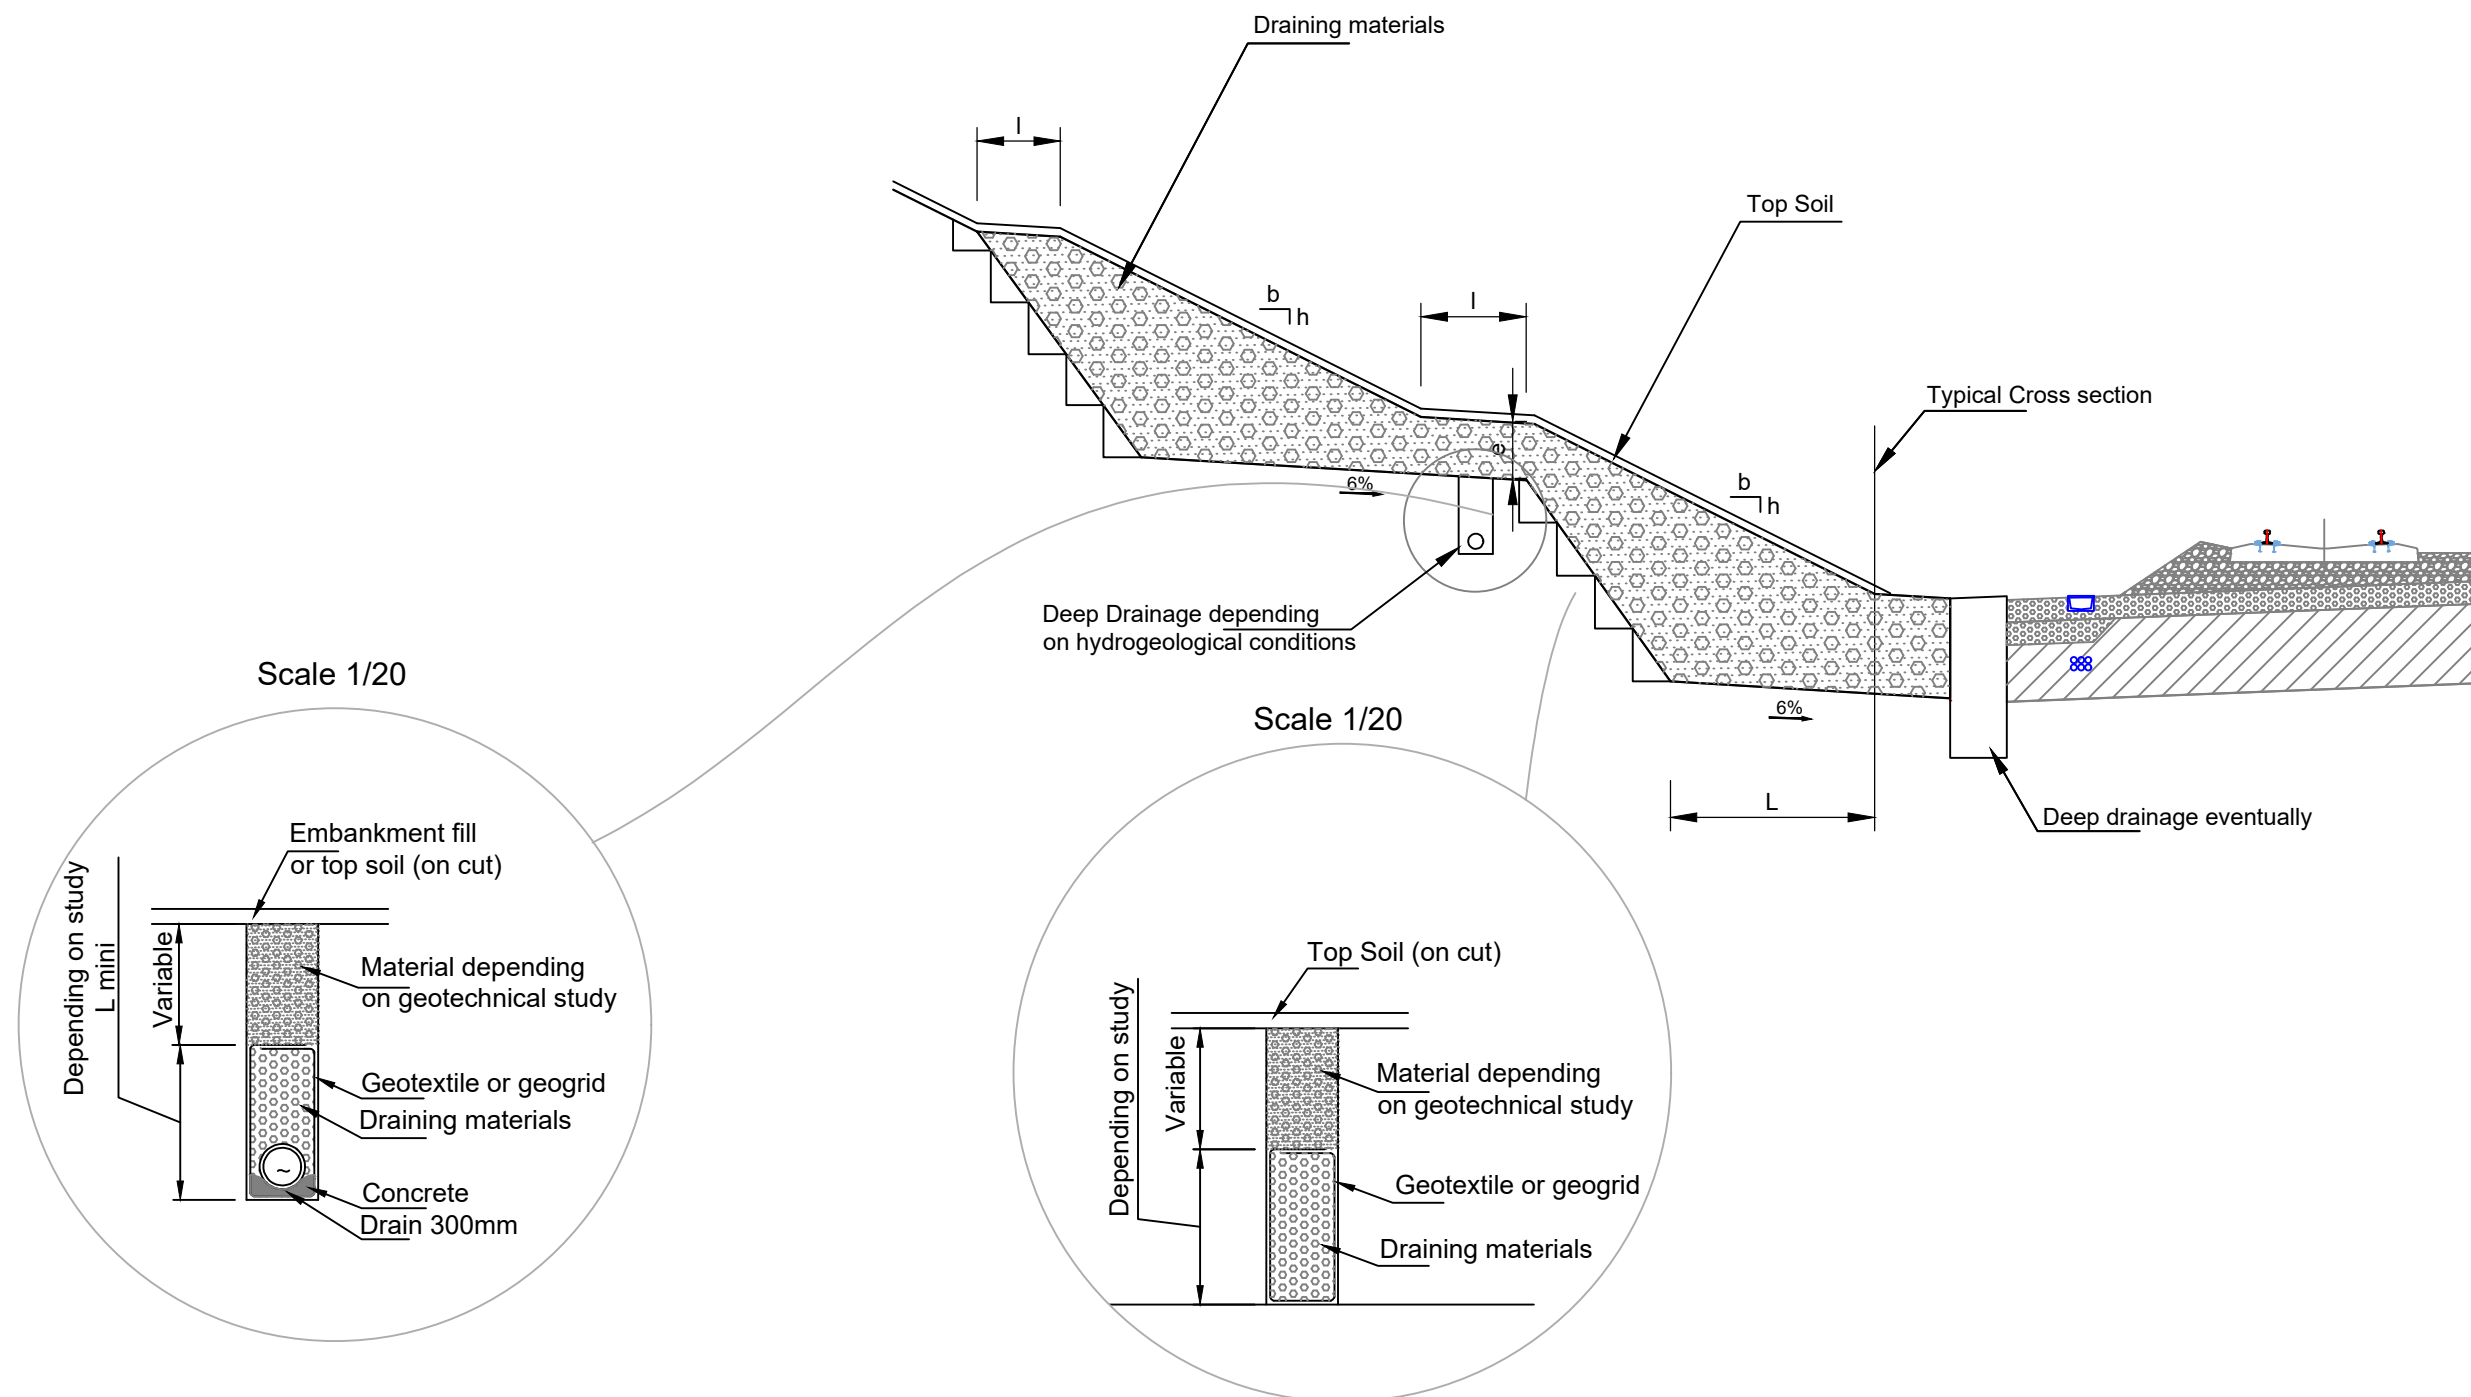 Draining materials
l
Top Soil
b
h
l
Typical Cross section
e
6%
b
h
Deep Drainage depending
on hydrogeological conditions
6%
L
Deep drainage eventually
Scale 1/20
Embankment fill
or top soil (on cut)
Depending on study
L mini
Variable
Material depending
on geotechnical study
Geotextile or geogrid
Draining materials
~
Concrete
Drain 300mm
Scale 1/20
Top Soil (on cut)
Depending on study
Variable
Material depending
on geotechnical study
Geotextile or geogrid
Draining materials